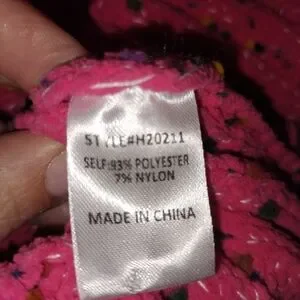 STYLE#H20211
SELF:93% POLYESTER
7% NYLON
MADE IN CHINA